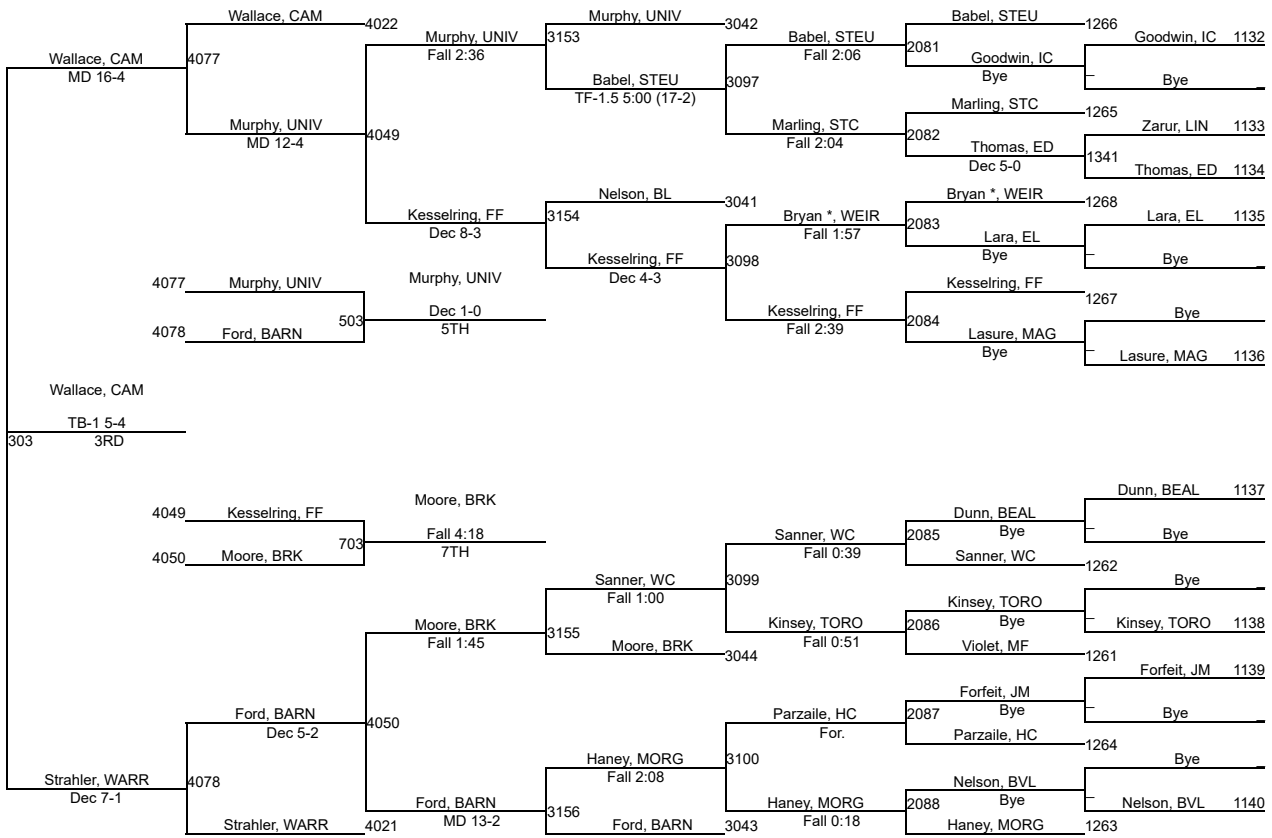 Wallace, CAM 4022 Murphy, UNIV 3042 Babel, STEU 1266
Murphy, UNIV 3153 Babel, STEU 2081 Goodwin, IC 1132
Wallace, CAM 4077 Fall 2:36 Fall 2:06 Goodwin, IC _
MD 16-4 Babel, STEU 3097 Bye Bye _
TF-1.5 5:00 (17-2) Marling, STC 1265
Murphy, UNIV 4049 Marling, STC 2082 Zarur, LIN 1133
MD 12-4 Fall 2:04 Thomas, ED 1341
Dec 5-0 Thomas, ED 1134
Nelson, BL 3041 Bryan *, WEIR 1268
Kesselring, FF 3154 Bryan *, WEIR 2083 Lara, EL 1135
Dec 8-3 Fall 1:57 Lara, EL _
Kesselring, FF 3098 Bye Bye _
Dec 4-3
4077 Murphy, UNIV Murphy, UNIV Kesselring, FF 1267
503 Dec 1-0 Kesselring, FF 2084 Bye
5TH Fall 2:39
4078 Ford, BARN Lasure, MAG _
Bye Lasure, MAG 1136
Wallace, CAM
TB-1 5-4
303 3RD
Dunn, BEAL 1137
4049 Kesselring, FF Moore, BRK Dunn, BEAL _
703 Fall 4:18 Sanner, WC 2085 Bye Bye _
7TH Fall 0:39
4050 Moore, BRK Sanner, WC 1262
Sanner, WC 3099 Bye _
Fall 1:00 Kinsey, TORO _
Moore, BRK 3155 Kinsey, TORO 2086 Bye Kinsey, TORO 1138
Fall 1:45 Fall 0:51
Moore, BRK 3044 Violet, MF 1261
Forfeit, JM 1139
Forfeit, JM _
Ford, BARN 4050 Parzaile, HC 2087 Bye Bye _
Dec 5-2 For.
Parzaile, HC 1264
Haney, MORG 3100 Bye _
Strahler, WARR 4078 Fall 2:08 Nelson, BVL _
Dec 7-1 Bye
Ford, BARN 3156 Haney, MORG 2088 Nelson, BVL 1140
MD 13-2 Fall 0:18
Strahler, WARR 4021 Ford, BARN 3043 Haney, MORG 1263